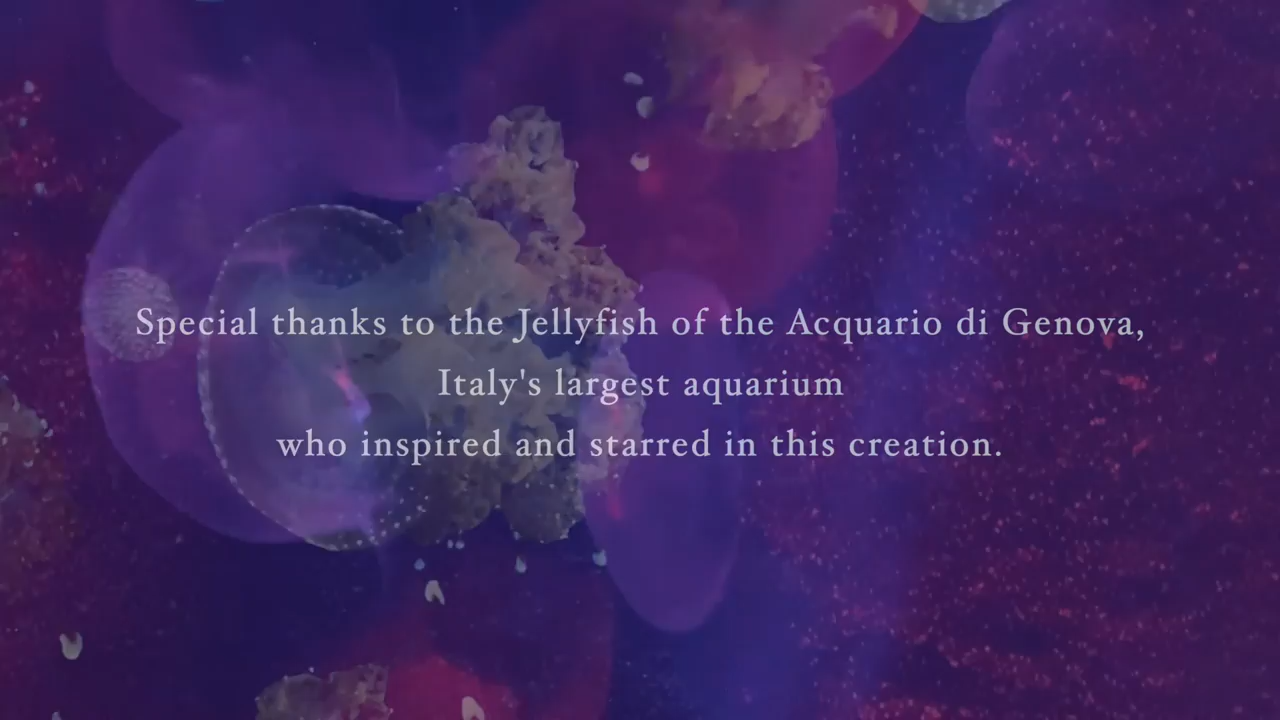 Special thanks to the Jellyfish of the Acquario di Genova,
Italy's largest aquarium
who inspired and starred in this creation.